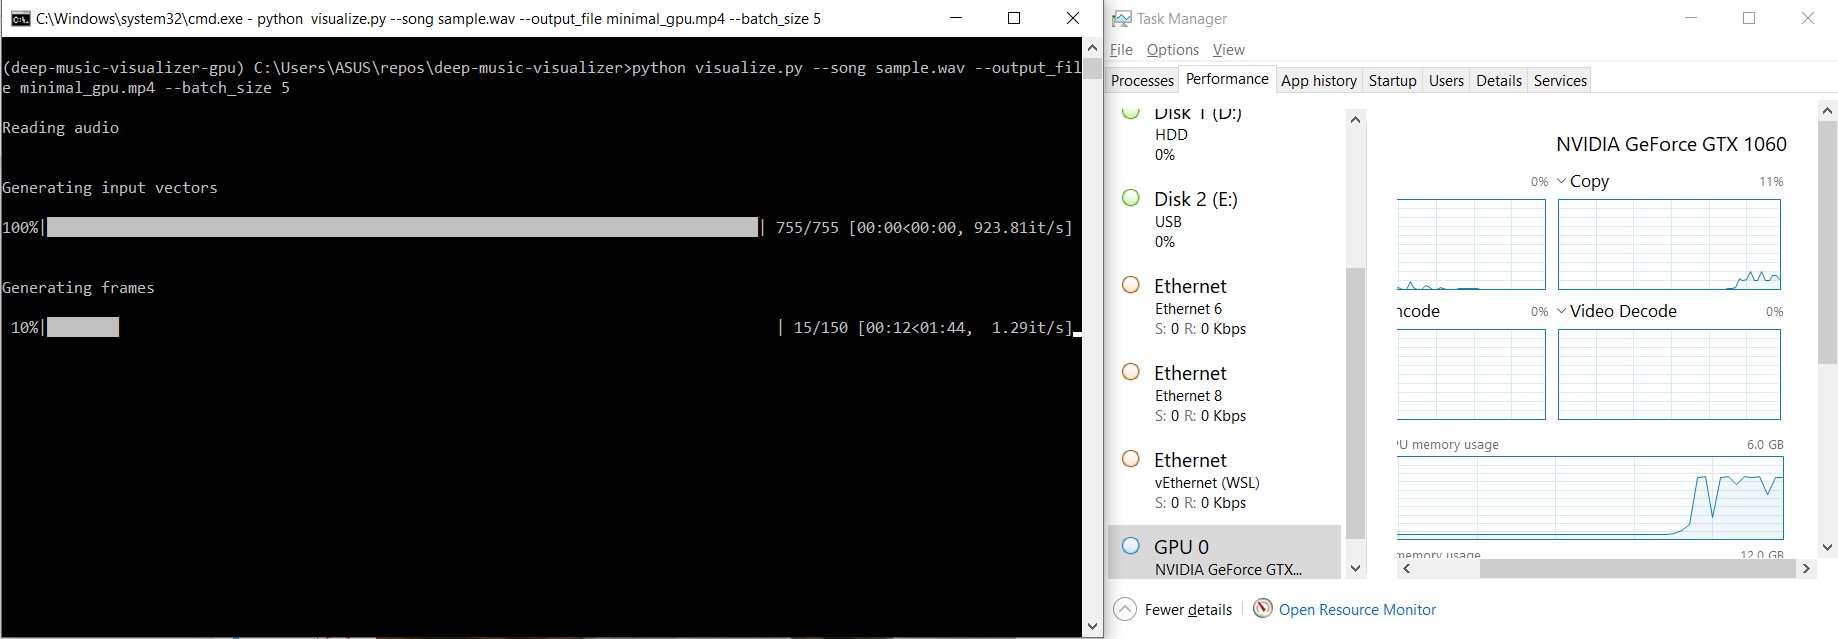 C:\Windows\system32\cmd.exe - python  visualize.py --song sample.wav --output_file minimal_gpu.mp4 --batch_size 5
(deep-music-visualizer-gpu) C:\Users\ASUS\repos\deep-music-visualizer>python visualize.py --song sample.wav --output_fil
e minimal_gpu.mp4 --batch_size 5
Reading audio
Generating input vectors
100%| | 755/755 [00:00<00:00, 923.81it/s]
Generating frames
10%| | 15/150 [00:12<01:44,  1.29it/s]
Task Manager
File Options View
Processes Performance App history Startup Users Details Services
Disk 1 (D:)
HDD
0%
Disk 2 (E:)
USB
0%
Ethernet
Ethernet 6
S: 0 R: 0 Kbps
Ethernet
Ethernet 8
S: 0 R: 0 Kbps
Ethernet
vEthernet (WSL)
S: 0 R: 0 Kbps
GPU 0
NVIDIA GeForce GTX...
NVIDIA GeForce GTX 1060
0% Copy 11%
ncode 0% Video Decode 0%
PU memory usage 6.0 GB
memory usage 12.0 GB
Fewer details Open Resource Monitor